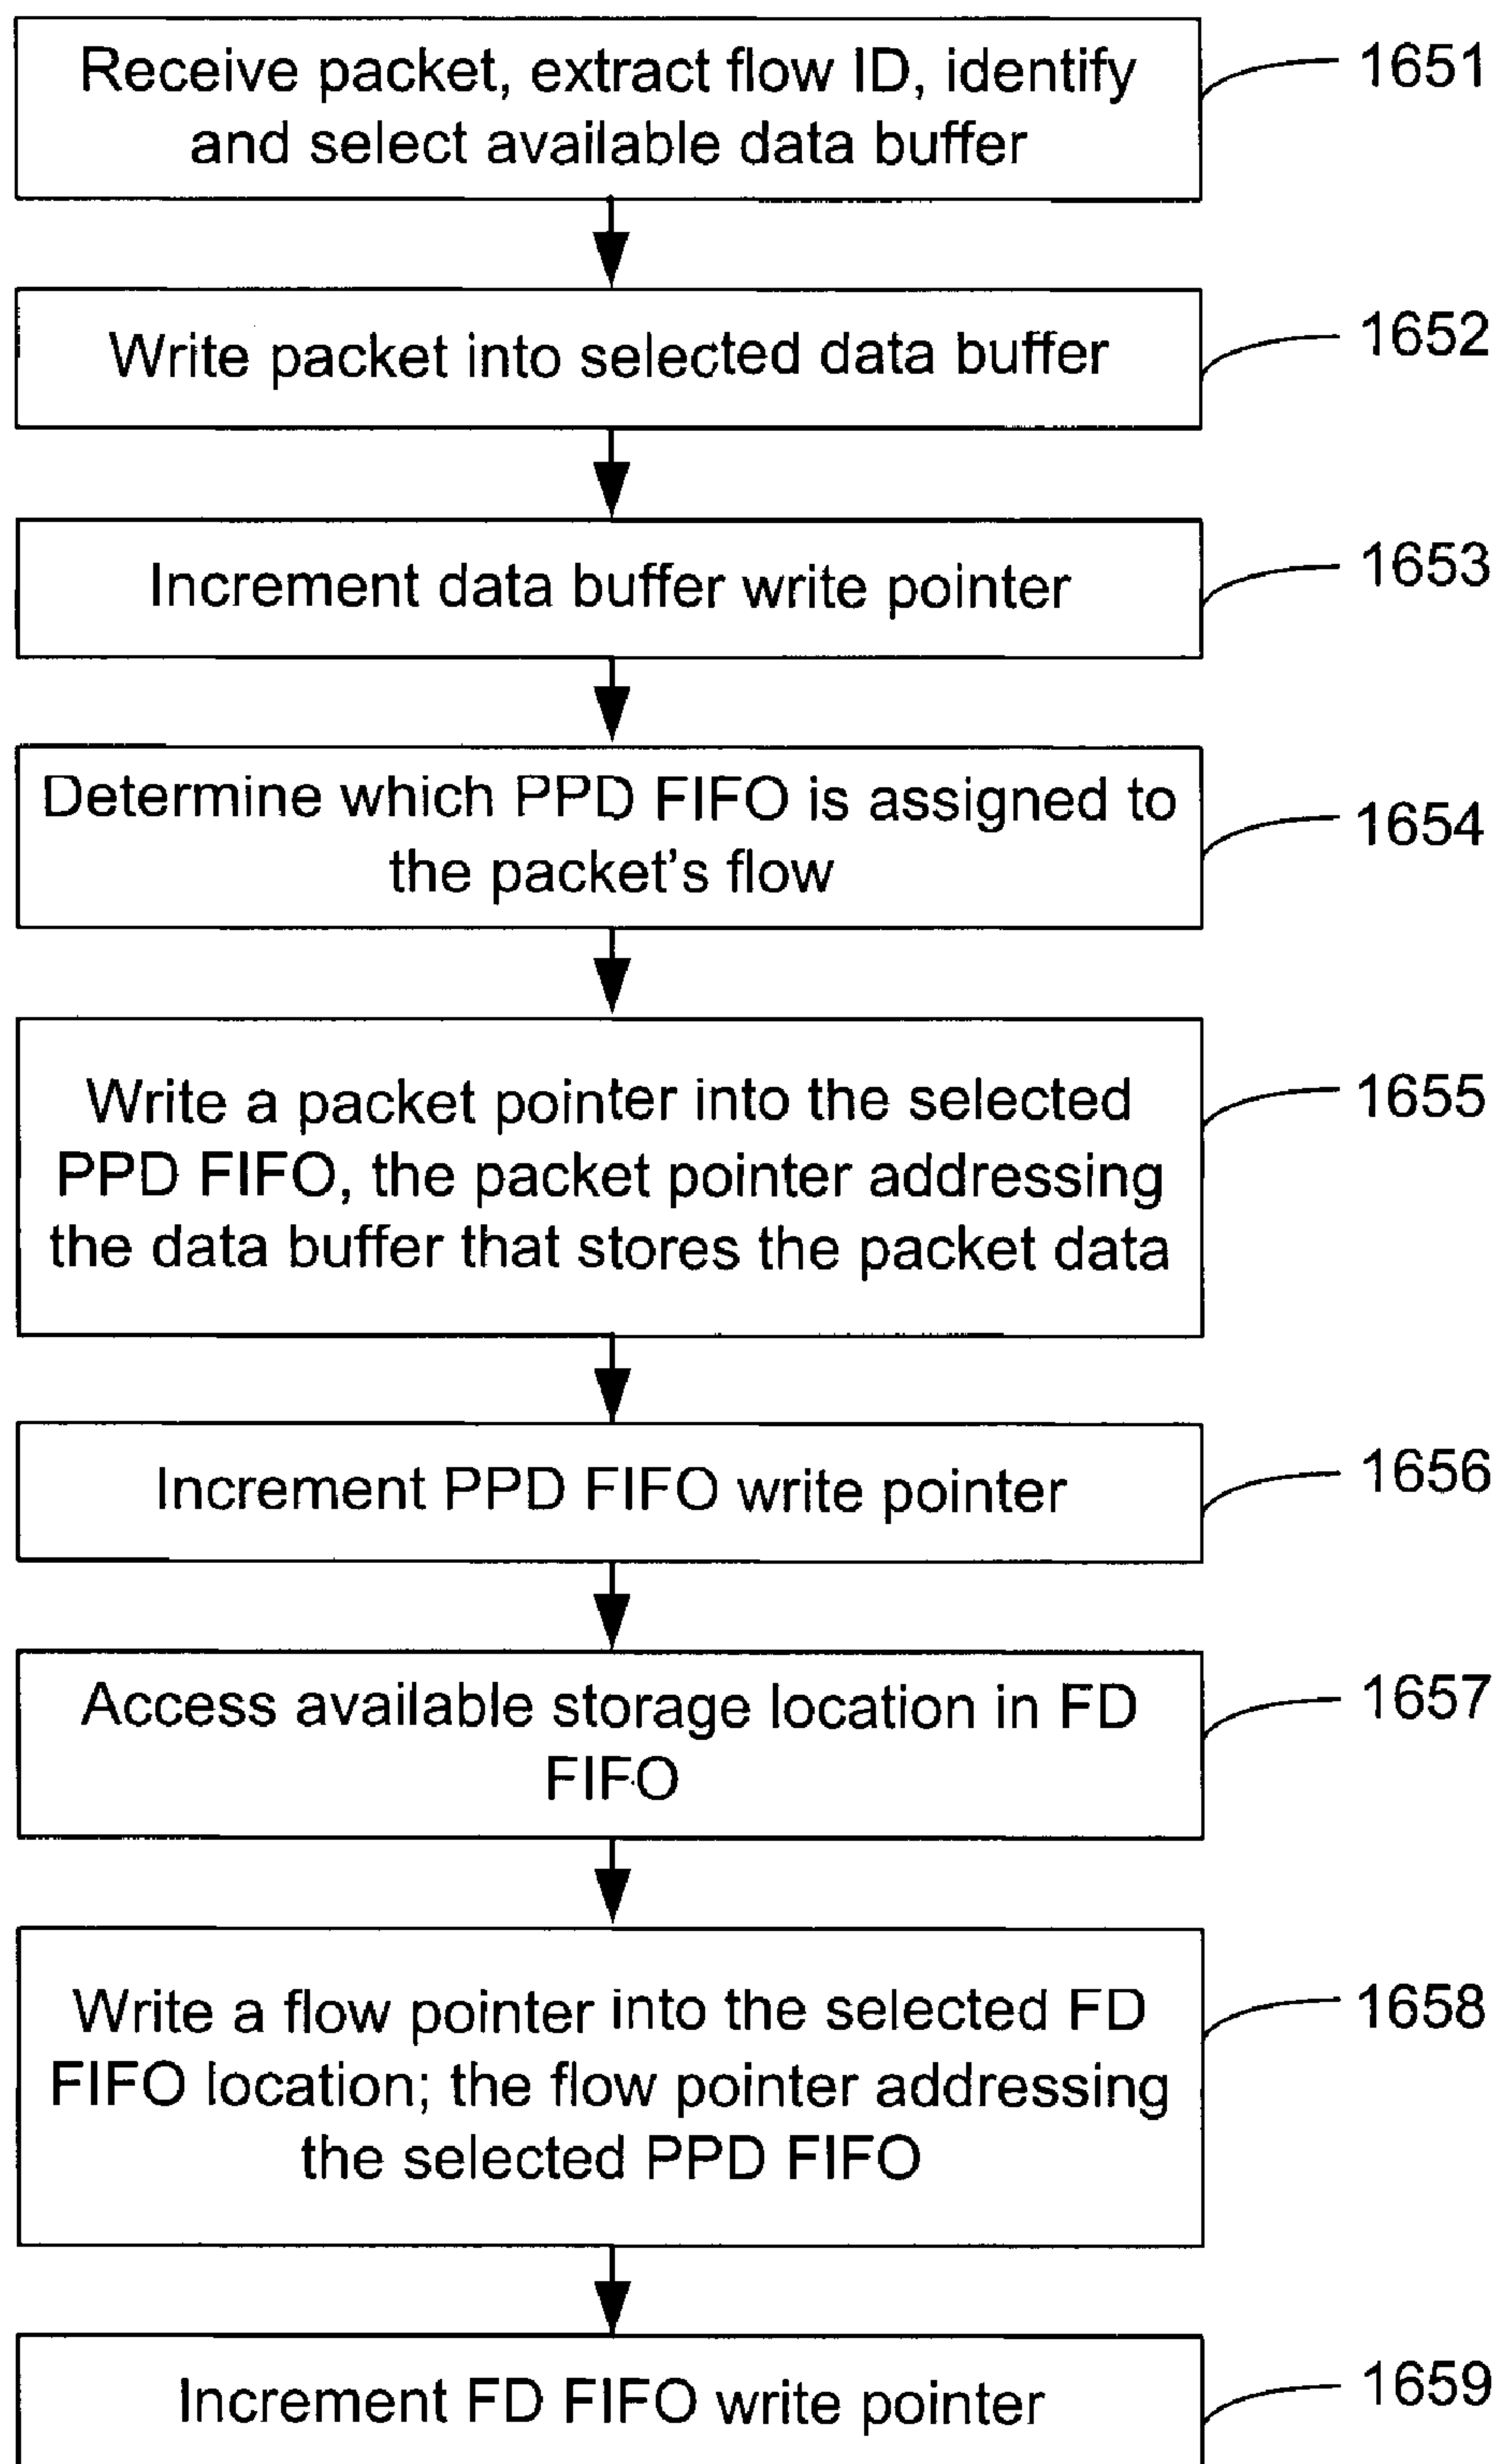 Receive packet, extract flow ID, identify
and select available data buffer
1651
Write packet into selected data buffer
1652
Increment data buffer write pointer
1653
Determine which PPD FIFO is assigned to
the packet's flow
1654
Write a packet pointer into the selected
PPD FIFO, the packet pointer addressing
the data buffer that stores the packet data
1655
Increment PPD FIFO write pointer
1656
Access available storage location in FD
FIFO
1657
Write a flow pointer into the selected FD
FIFO location; the flow pointer addressing
the selected PPD FIFO
1658
Increment FD FIFO write pointer
1659